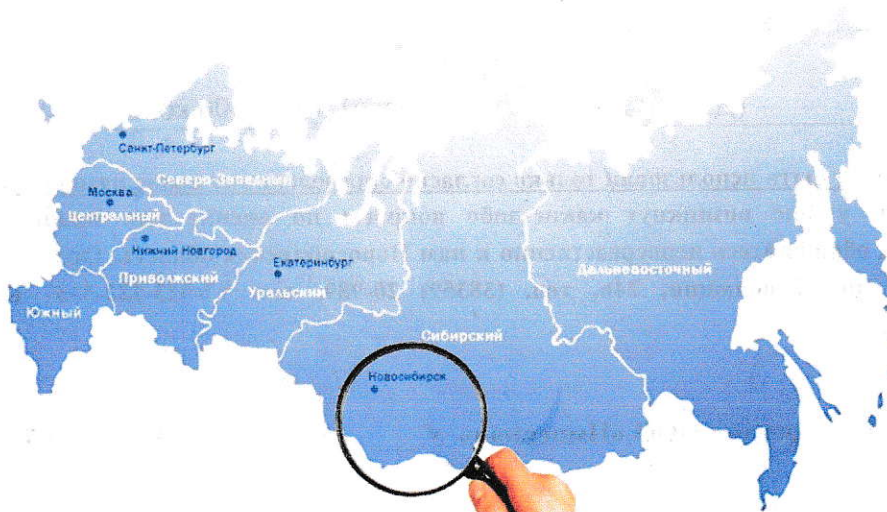 Санкт-Петербург
Северо-Западный
Москва
Центральный
Нижний Новгород
Екатеринбург
Приволжский
Уральский
Дальневосточный
Южный
Сибирский
Новосибирск